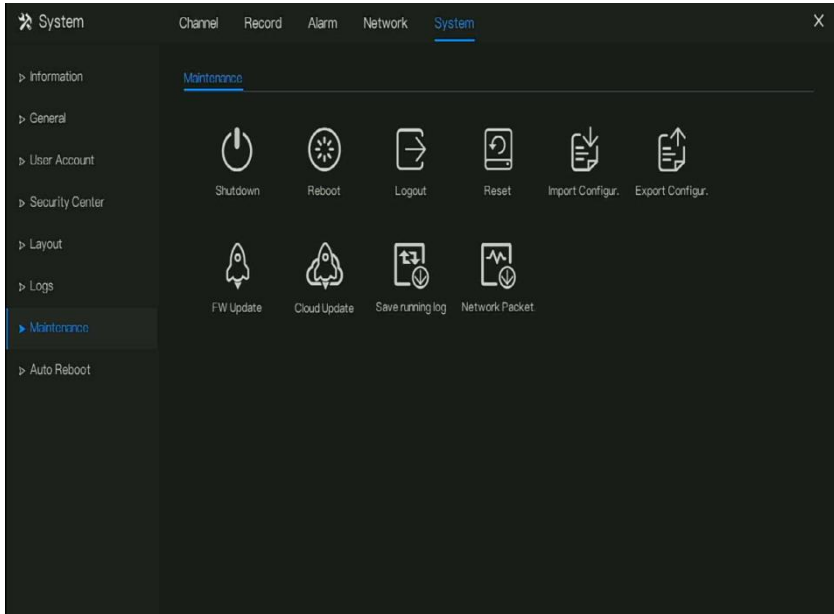 System Channel Record Alarm Network System X
Information
Maintenance
General
User Account
Shutdown Reboot Logout Reset Import Configur. Export Configur.
Security Center
Layout
Logs
FW Update Cloud Update Save running log Network Packet.
Maintenance
Auto Reboot